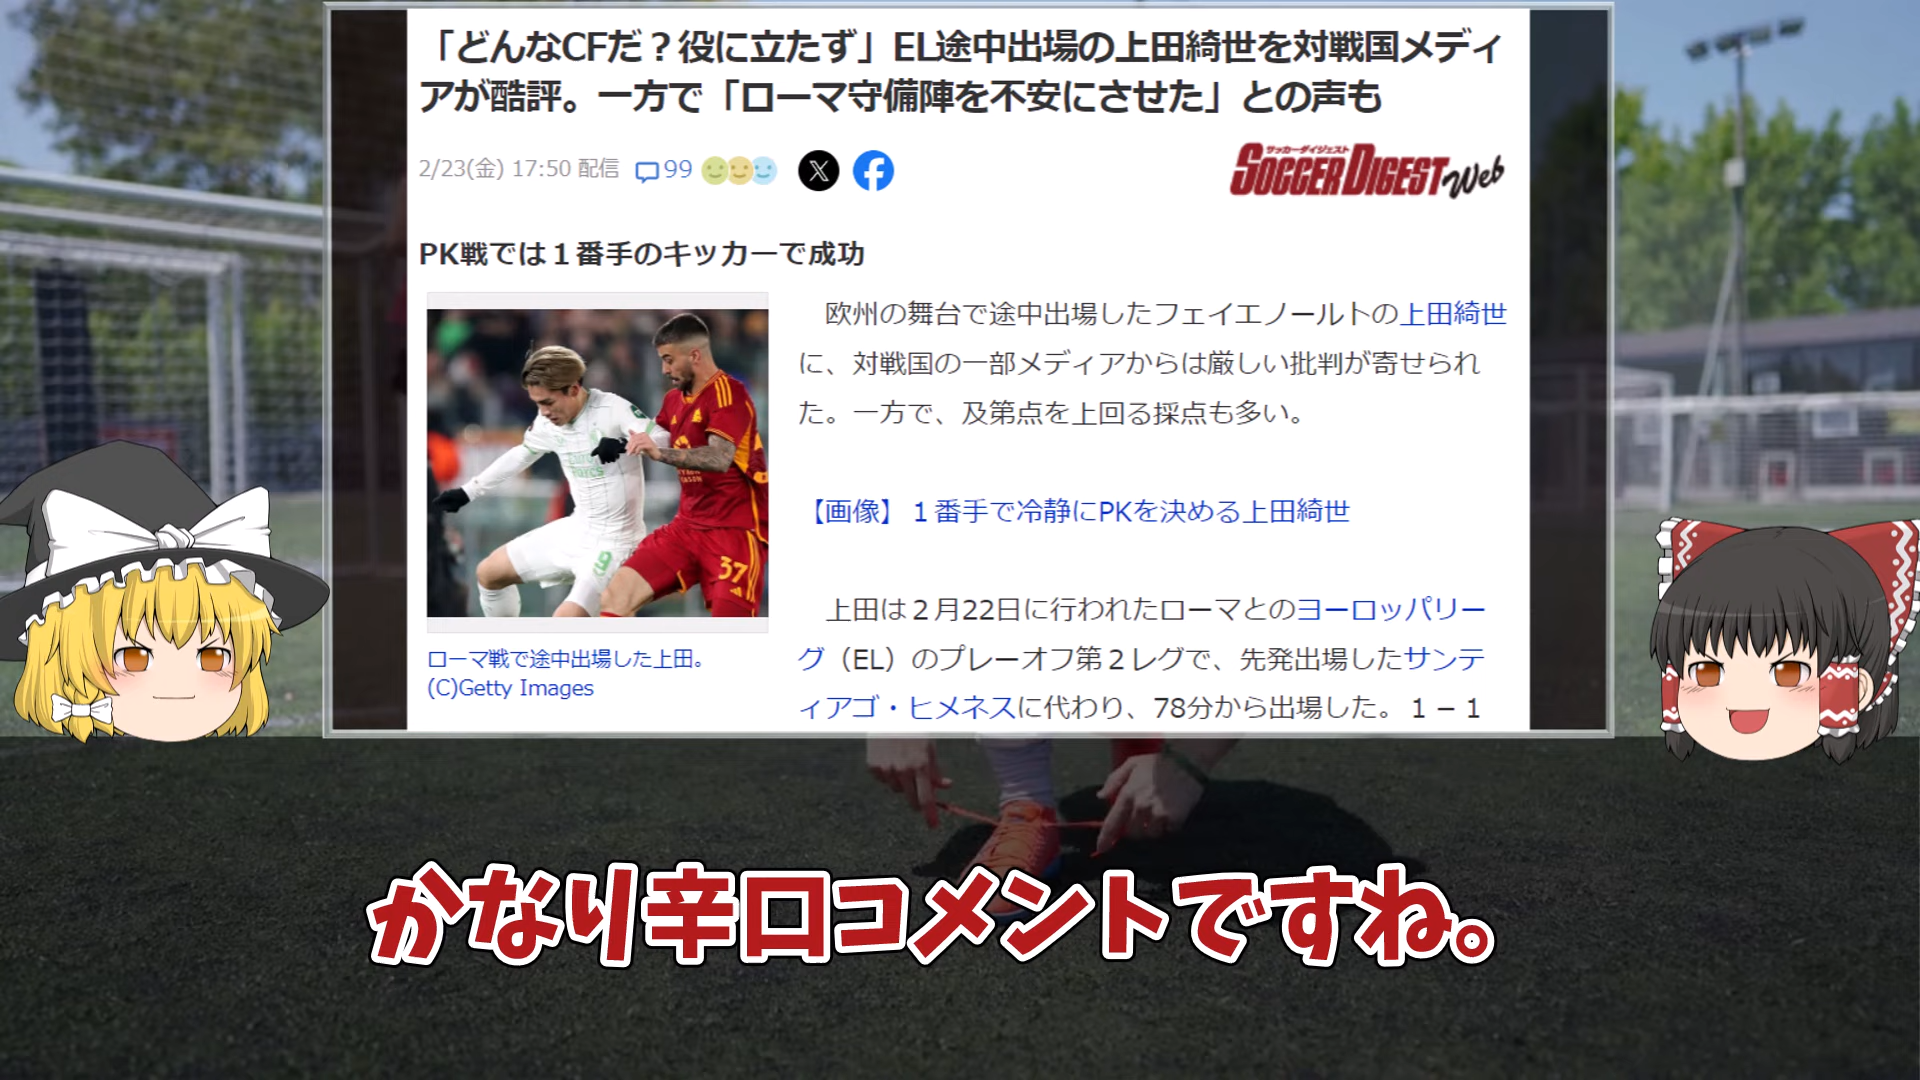 「どんなCFだ？役に立たず」EL途中出場の上田綺世を対戦国メディ
アが酷評。一方で「ローマ守備陣を不安にさせた」との声も
2/23(金) 17:50 配信 99
サッカーダイジェスト
SOCCER DIGEST Web
PK戦では１番手のキッカーで成功
欧州の舞台で途中出場したフェイエノールトの上田綺世
に、対戦国の一部メディアからは厳しい批判が寄せられ
た。一方で、及第点を上回る採点も多い。
【画像】１番手で冷静にPKを決める上田綺世
上田は２月22日に行われたローマとのヨーロッパリー
グ（EL）のプレーオフ第２レグで、先発出場したサンテ
ィアゴ・ヒメネスに代わり、78分から出場した。１－１
9
37
ローマ戦で途中出場した上田。
(C)Getty Images
かなり辛口コメントですね。